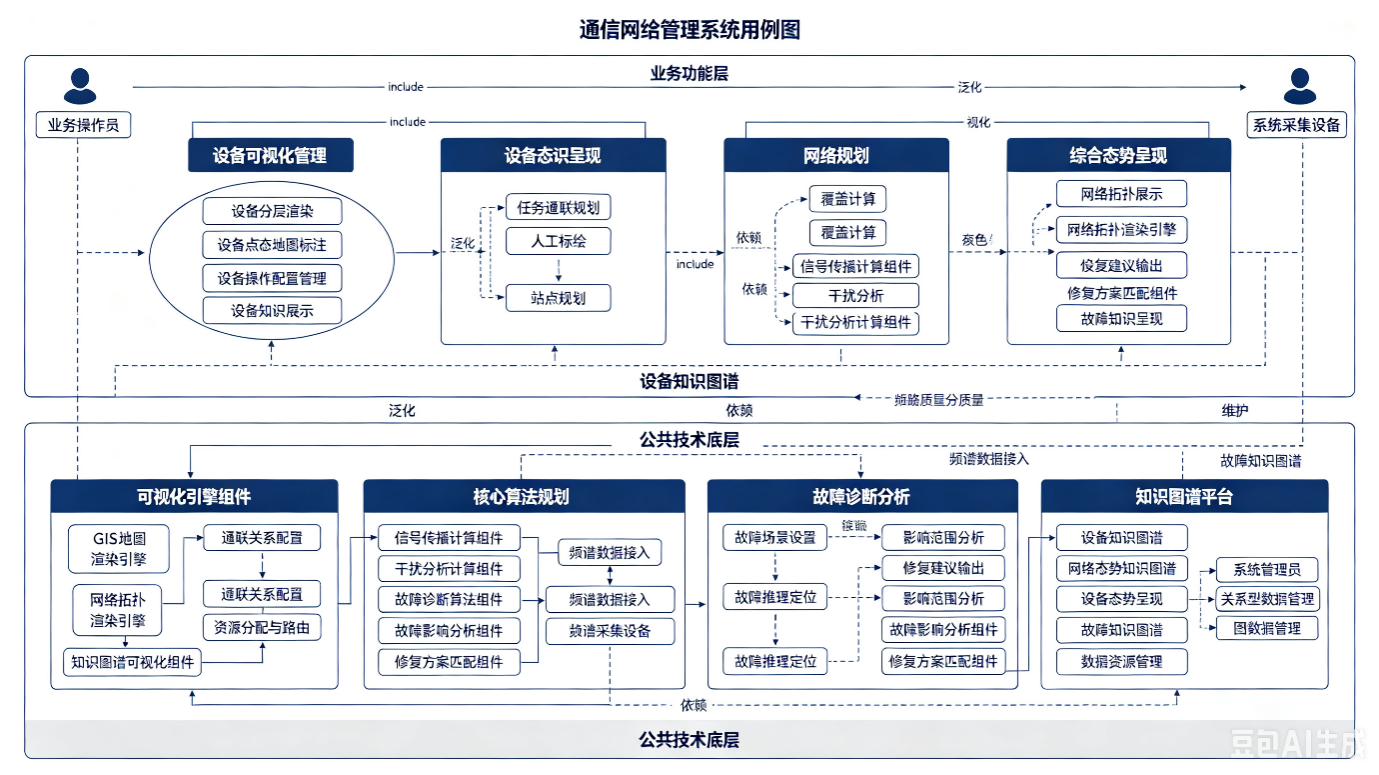 通信网络管理系统用例图
业务功能层
include
泛化
业务操作员
系统采集设备
include
视化
设备可视化管理
设备分层渲染
设备点态地图标注
设备操作配置管理
设备知识展示
设备态识呈现
泛化
任务通联规划
人工标绘
站点规划
include
网络规划
依赖
依赖
覆盖计算
覆盖计算
信号传播计算组件
干扰分析
干扰分析计算组件
综合态势呈现
网络拓扑展示
网络拓扑渲染引擎
修复方案匹配组件
故障知识呈现
设备知识图谱
泛化
依赖
维护
公共技术底层
频谱数据接入
故障知识图谱
可视化引擎组件
GIS地图
渲染引擎
网络拓扑
渲染引擎
知识图谱可视化组件
通联关系配置
通联关系配置
资源分配与路由
核心算法规划
信号传播计算组件
干扰分析计算组件
故障诊断算法组件
故障影响分析组件
修复方案匹配组件
频谱数据接入
频谱数据接入
频谱采集设备
故障诊断分析
故障场景设置
故障推理定位
故障推理定位
影响范围分析
修复建议输出
影响范围分析
故障影响分析组件
修复方案匹配组件
知识图谱平台
设备知识图谱
网络态势知识图谱
设备态势呈现
故障知识图谱
数据资源管理
系统管理员
关系型数据管理
图数据管理
依赖
公共技术底层
豆包AI生成